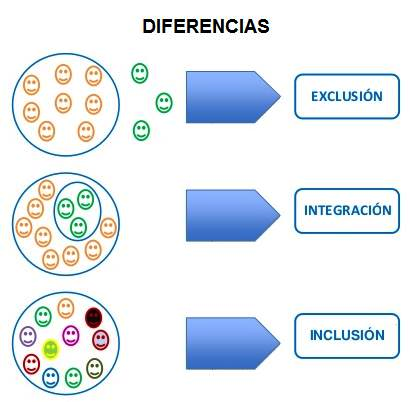 DIFERENCIAS
EXCLUSIÓN
INTEGRACIÓN
INCLUSIÓN